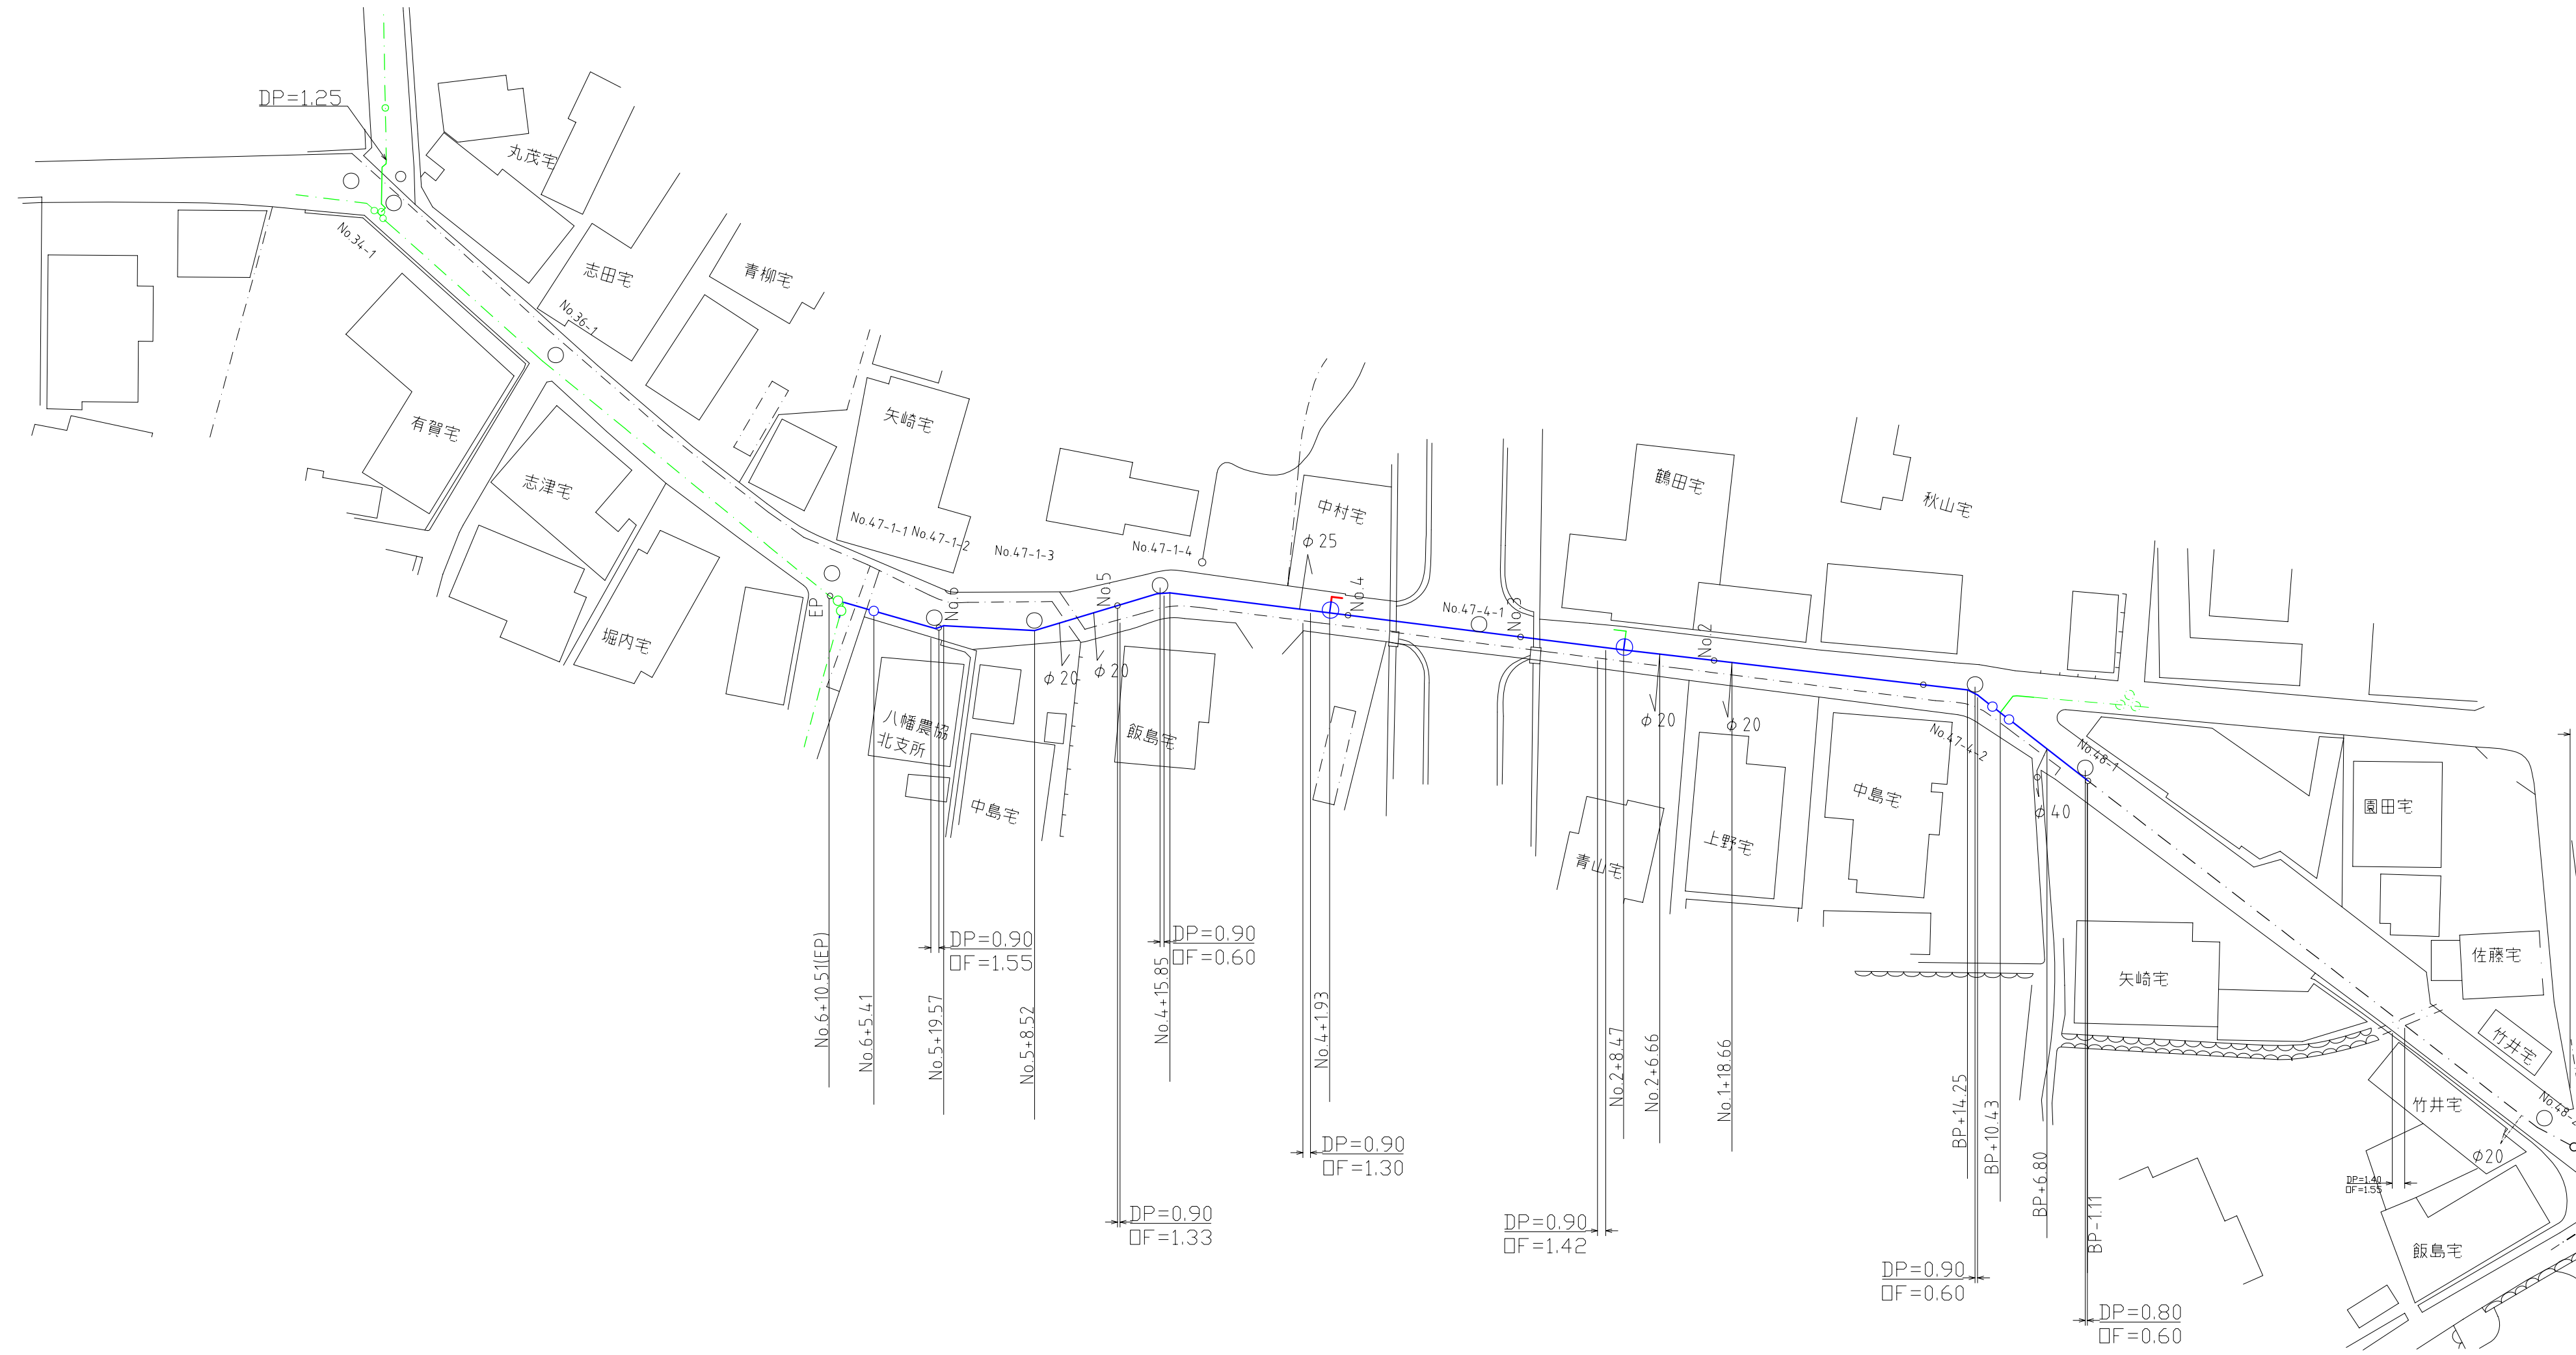 DP=1.25
丸茂宅
No.34-1
志田宅
青柳宅
No.36-1
有賀宅
矢崎宅
志津宅
鶴田宅
秋山宅
中村宅
No.47-1-1
No.47-1-2
No.47-1-3
No.47-1-4
φ25
堀内宅
EP
No.6
No.5
No.4
No.47-4-1
No.3
No.2
φ20
φ20
φ20
φ20
八幡農協
北支所
飯島宅
中島宅
No.47-4-2
No.48-1
φ40
青山宅
上野宅
中島宅
園田宅
佐藤宅
矢崎宅
竹井宅
竹井宅
φ20
飯島宅
No.6+10.51(EP)
No.6+5.41
No.5+19.57
DP=0.90
□F=1.55
No.5+8.52
DP=0.90
□F=1.33
No.4+15.85
DP=0.90
□F=0.60
No.4+1.93
DP=0.90
□F=1.30
DP=0.90
□F=1.42
No.2+8.47
No.2+6.66
No.1+18.66
BP+14.25
DP=0.90
□F=0.60
BP+10.43
BP+6.80
BP-1.11
DP=0.80
□F=0.60
DP=1.40
□F=1.55